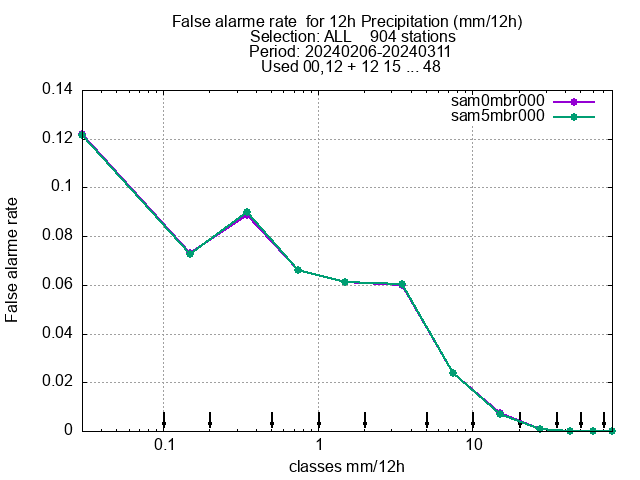 False alarme rate  for 12h Precipitation (mm/12h)
Selection: ALL    904 stations
Period: 20240206-20240311
Used 00,12 + 12 15 ... 48
sam0mbr000
sam5mbr000
0.14
0.12
0.1
0.08
0.06
0.04
0.02
0
False alarme rate
0.1 1 10
classes mm/12h